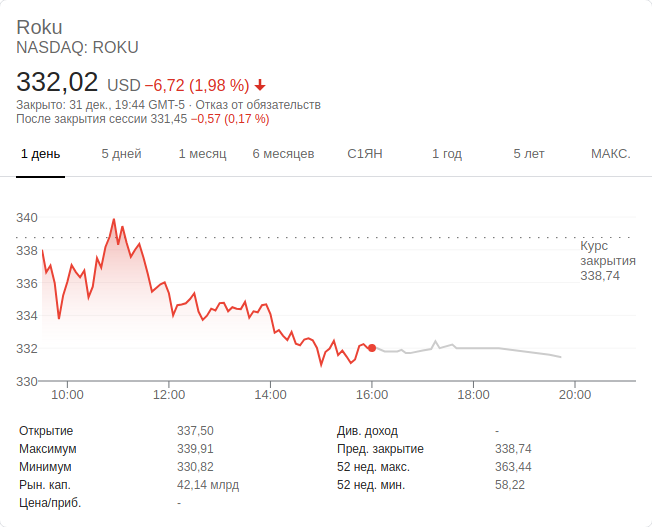 Roku
NASDAQ: ROKU
332,02 USD −6,72 (1,98 %)
Закрыто: 31 дек., 19:44 GMT-5 · Отказ от обязательств
После закрытия сессии 331,45 −0,57 (0,17 %)
1 день 5 дней 1 месяц 6 месяцев С1ЯН 1 год 5 лет МАКС.
340
338
336
334
332
330
Курс
закрытия
338,74
10:00 12:00 14:00 16:00 18:00 20:00
Открытие 337,50 Див. доход -
Максимум 339,91 Пред. закрытие 338,74
Минимум 330,82 52 нед. макс. 363,44
Рын. кап. 42,14 млрд 52 нед. мин. 58,22
Цена/приб. -